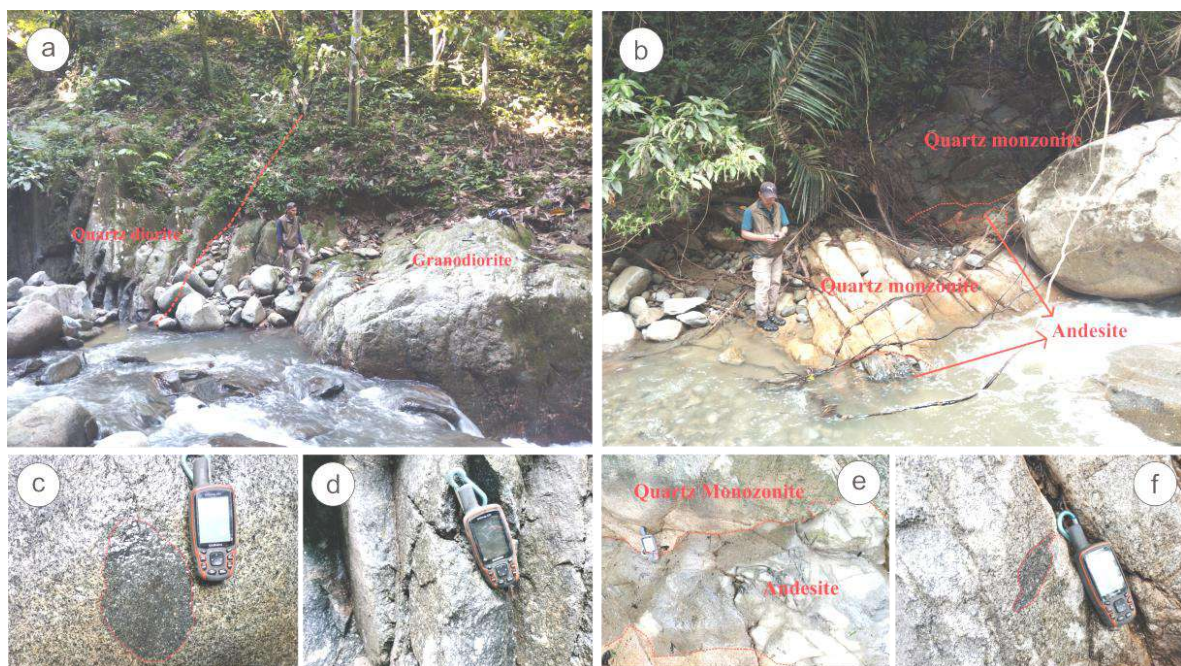 a
Quartz diorite
Granodiorite
b
Quartz monzonite
Quartz monzonite
Andesite
c
d
Quartz Monozonite
e
Andesite
f